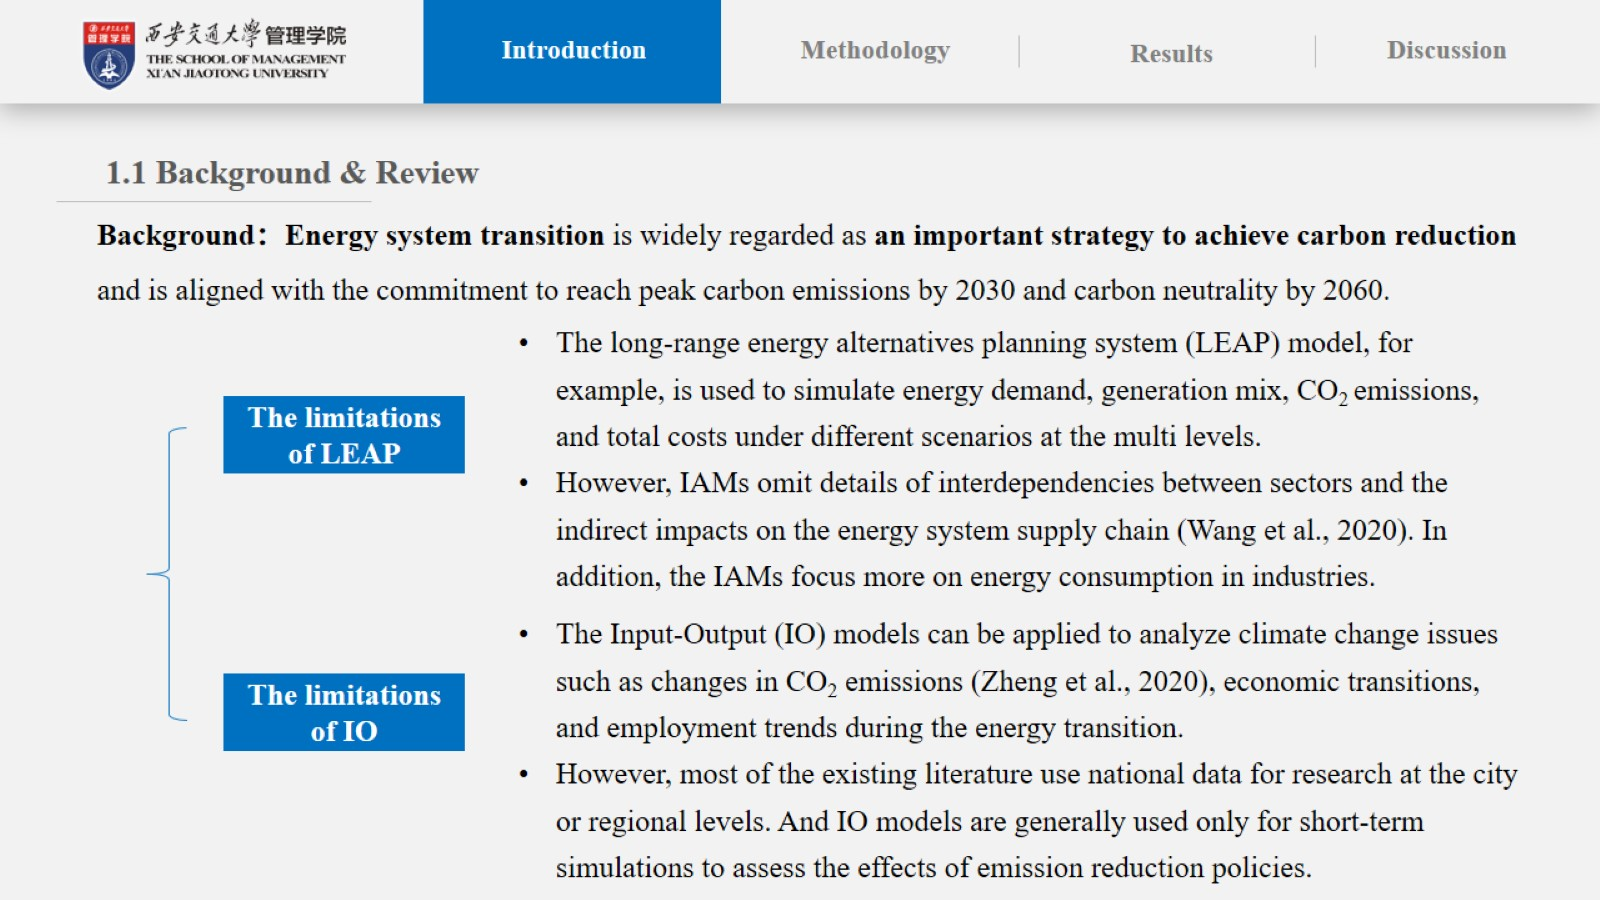 西安交通大学管理学院
管理学院
THE SCHOOL OF MANAGEMENT
XI'AN JIAOTONG UNIVERSITY
Introduction
Methodology
Results
Discussion
1.1 Background & Review
Background： Energy system transition is widely regarded as an important strategy to achieve carbon reduction
and is aligned with the commitment to reach peak carbon emissions by 2030 and carbon neutrality by 2060.
The limitations
of LEAP
• The long-range energy alternatives planning system (LEAP) model, for
example, is used to simulate energy demand, generation mix, CO₂ emissions,
and total costs under different scenarios at the multi levels.
• However, IAMs omit details of interdependencies between sectors and the
indirect impacts on the energy system supply chain (Wang et al., 2020). In
addition, the IAMs focus more on energy consumption in industries.
The limitations
of IO
• The Input-Output (IO) models can be applied to analyze climate change issues
such as changes in CO₂ emissions (Zheng et al., 2020), economic transitions,
and employment trends during the energy transition.
• However, most of the existing literature use national data for research at the city
or regional levels. And IO models are generally used only for short-term
simulations to assess the effects of emission reduction policies.